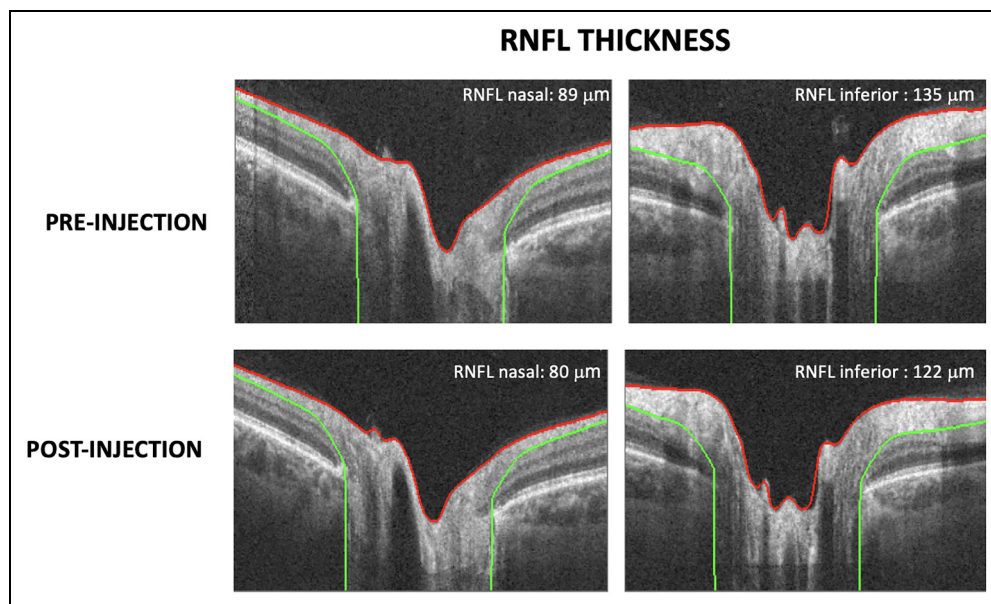 RNFL THICKNESS
RNFL nasal: 89 μm
RNFL inferior : 135 μm
PRE-INJECTION
RNFL nasal: 80 μm
RNFL inferior : 122 μm
POST-INJECTION